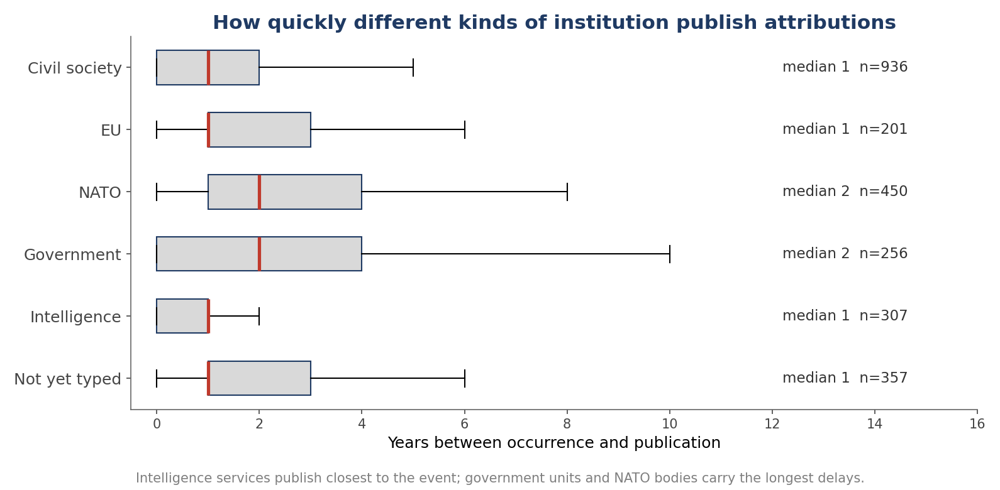 How quickly different kinds of institution publish attributions
Civil society
median 1 n=936
EU
median 1 n=201
NATO
median 2 n=450
Government
median 2 n=256
Intelligence
median 1 n=307
Not yet typed
median 1 n=357
0 2 4 6 8 10 12 14 16
Years between occurrence and publication
Intelligence services publish closest to the event; government units and NATO bodies carry the longest delays.